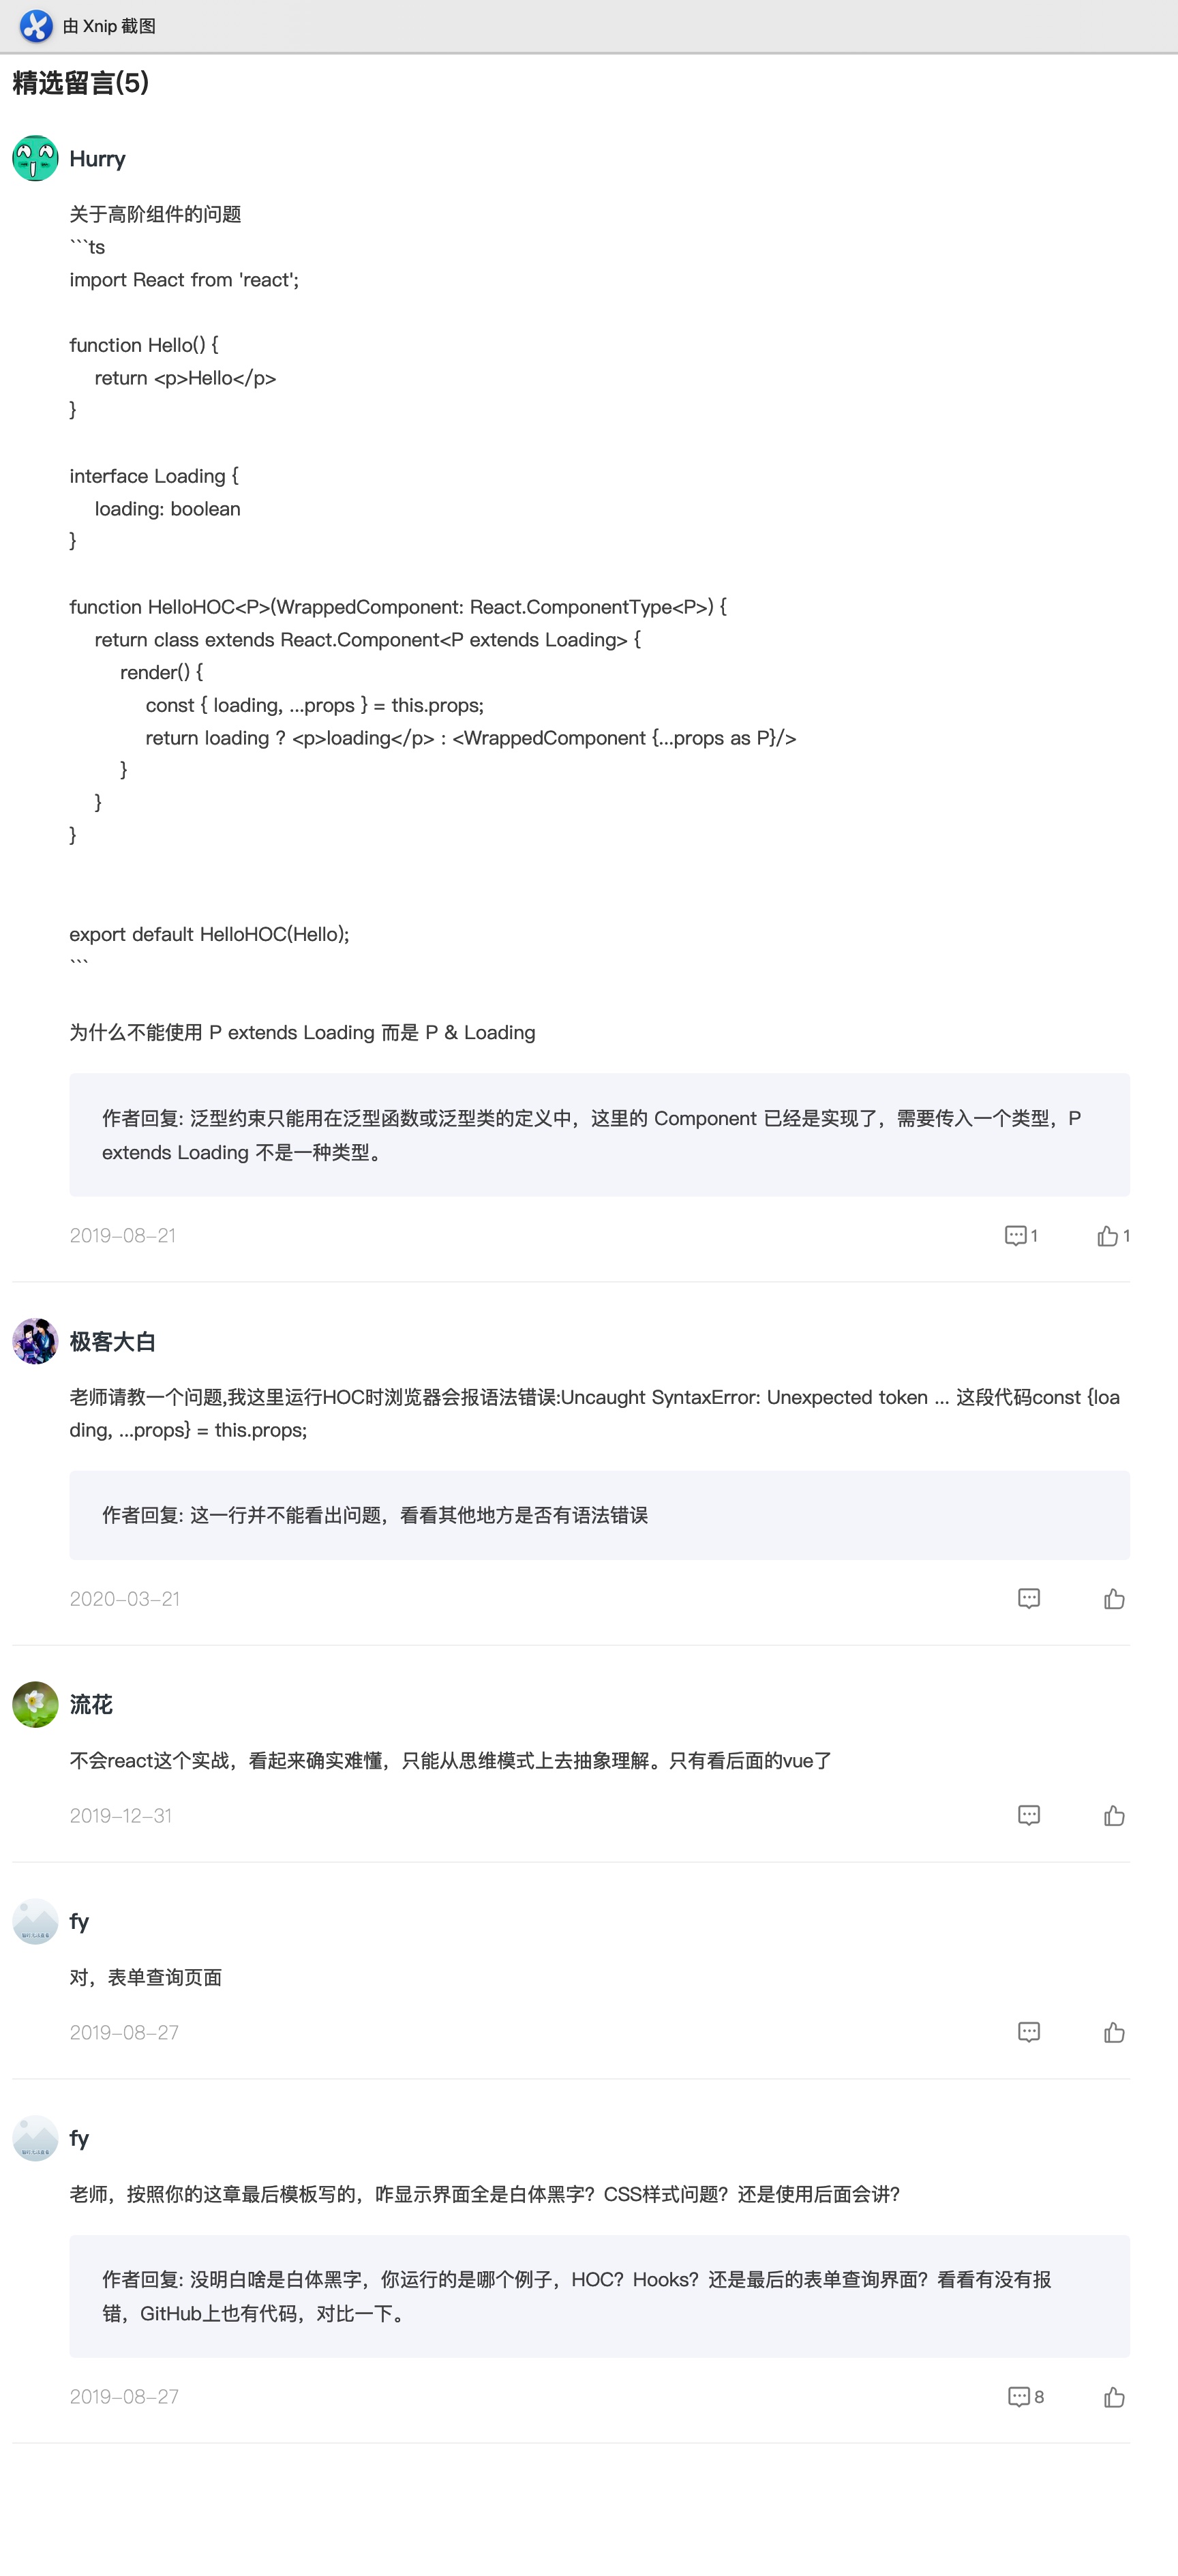 由 Xnip 截图
精选留言(5)
Hurry
关于高阶组件的问题
```ts
import React from 'react';
function Hello() {
return <p>Hello</p>
}
interface Loading {
loading: boolean
}
function HelloHOC<P>(WrappedComponent: React.ComponentType<P>) {
return class extends React.Component<P extends Loading> {
render() {
const { loading, ...props } = this.props;
return loading ? <p>loading</p> : <WrappedComponent {...props as P}/>
}
}
}
export default HelloHOC(Hello);
```
为什么不能使用 P extends Loading 而是 P & Loading
作者回复: 泛型约束只能用在泛型函数或泛型类的定义中，这里的 Component 已经是实现了，需要传入一个类型，P
extends Loading 不是一种类型。
2019-08-21 1 1
极客大白
老师请教一个问题,我这里运行HOC时浏览器会报语法错误:Uncaught SyntaxError: Unexpected token ... 这段代码const {loa
ding, ...props} = this.props;
作者回复: 这一行并不能看出问题，看看其他地方是否有语法错误
2020-03-21
流花
不会react这个实战，看起来确实难懂，只能从思维模式上去抽象理解。只有看后面的vue了
2019-12-31
fy
对，表单查询页面
2019-08-27
fy
老师，按照你的这章最后模板写的，咋显示界面全是白体黑字？CSS样式问题？还是使用后面会讲？
作者回复: 没明白啥是白体黑字，你运行的是哪个例子，HOC？Hooks？还是最后的表单查询界面？看看有没有报
错，GitHub上也有代码，对比一下。
2019-08-27 8